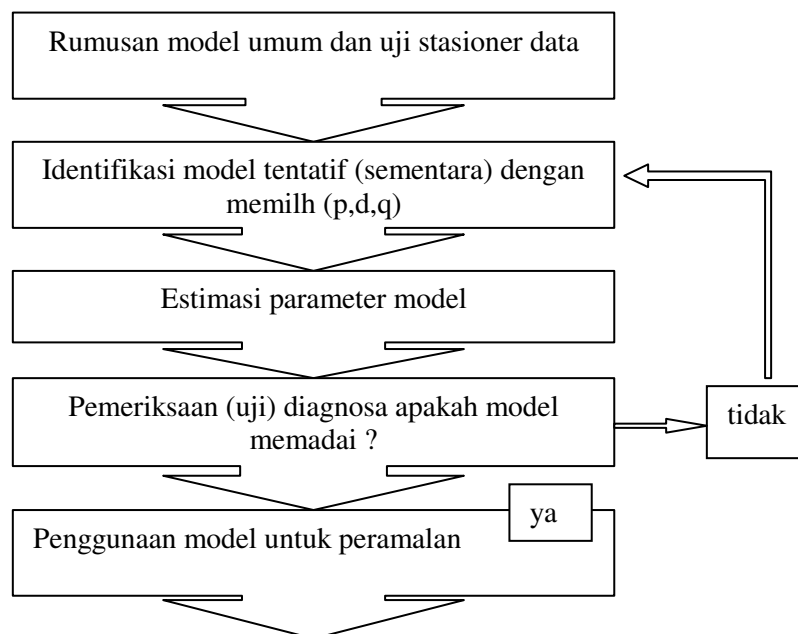 Rumusan model umum dan uji stasioner data
Identifikasi model tentatif (sementara) dengan
memilh (p,d,q)
Estimasi parameter model
Pemeriksaan (uji) diagnosa apakah model
memadai ?
tidak
ya
Penggunaan model untuk peramalan